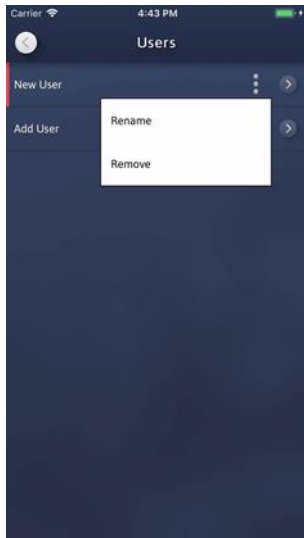 Carrier 4:43 PM
Users
New User
Add User
Rename
Remove